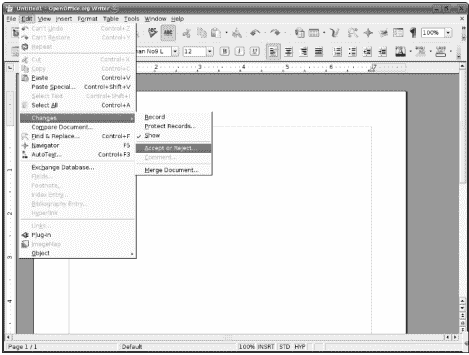 Untitled1 - OpenOffice.org Writer
File Edit View Insert Format Table Tools Window Help
Can't Undo Control+Z
Can't Restore Control+Y
Repeat
Cut Control+X
Copy Control+C
Paste Control+V
Paste Special... Control+Shift+V
Select Text Control+Shift+I
Select All Control+A
Changes
Compare Document...
Find & Replace... Control+F
Navigator F5
AutoText... Control+F3
Exchange Database...
Fields...
Footnote...
Index Entry...
Bibliography Entry...
Hyperlink
Links...
Plug-in
ImageMap
Object
Record
Protect Records...
Show
Accept or Reject...
Comment...
Merge Document...
100%
man No9 L 12
Page 1 / 1 Default 100% INSRT STD HYP